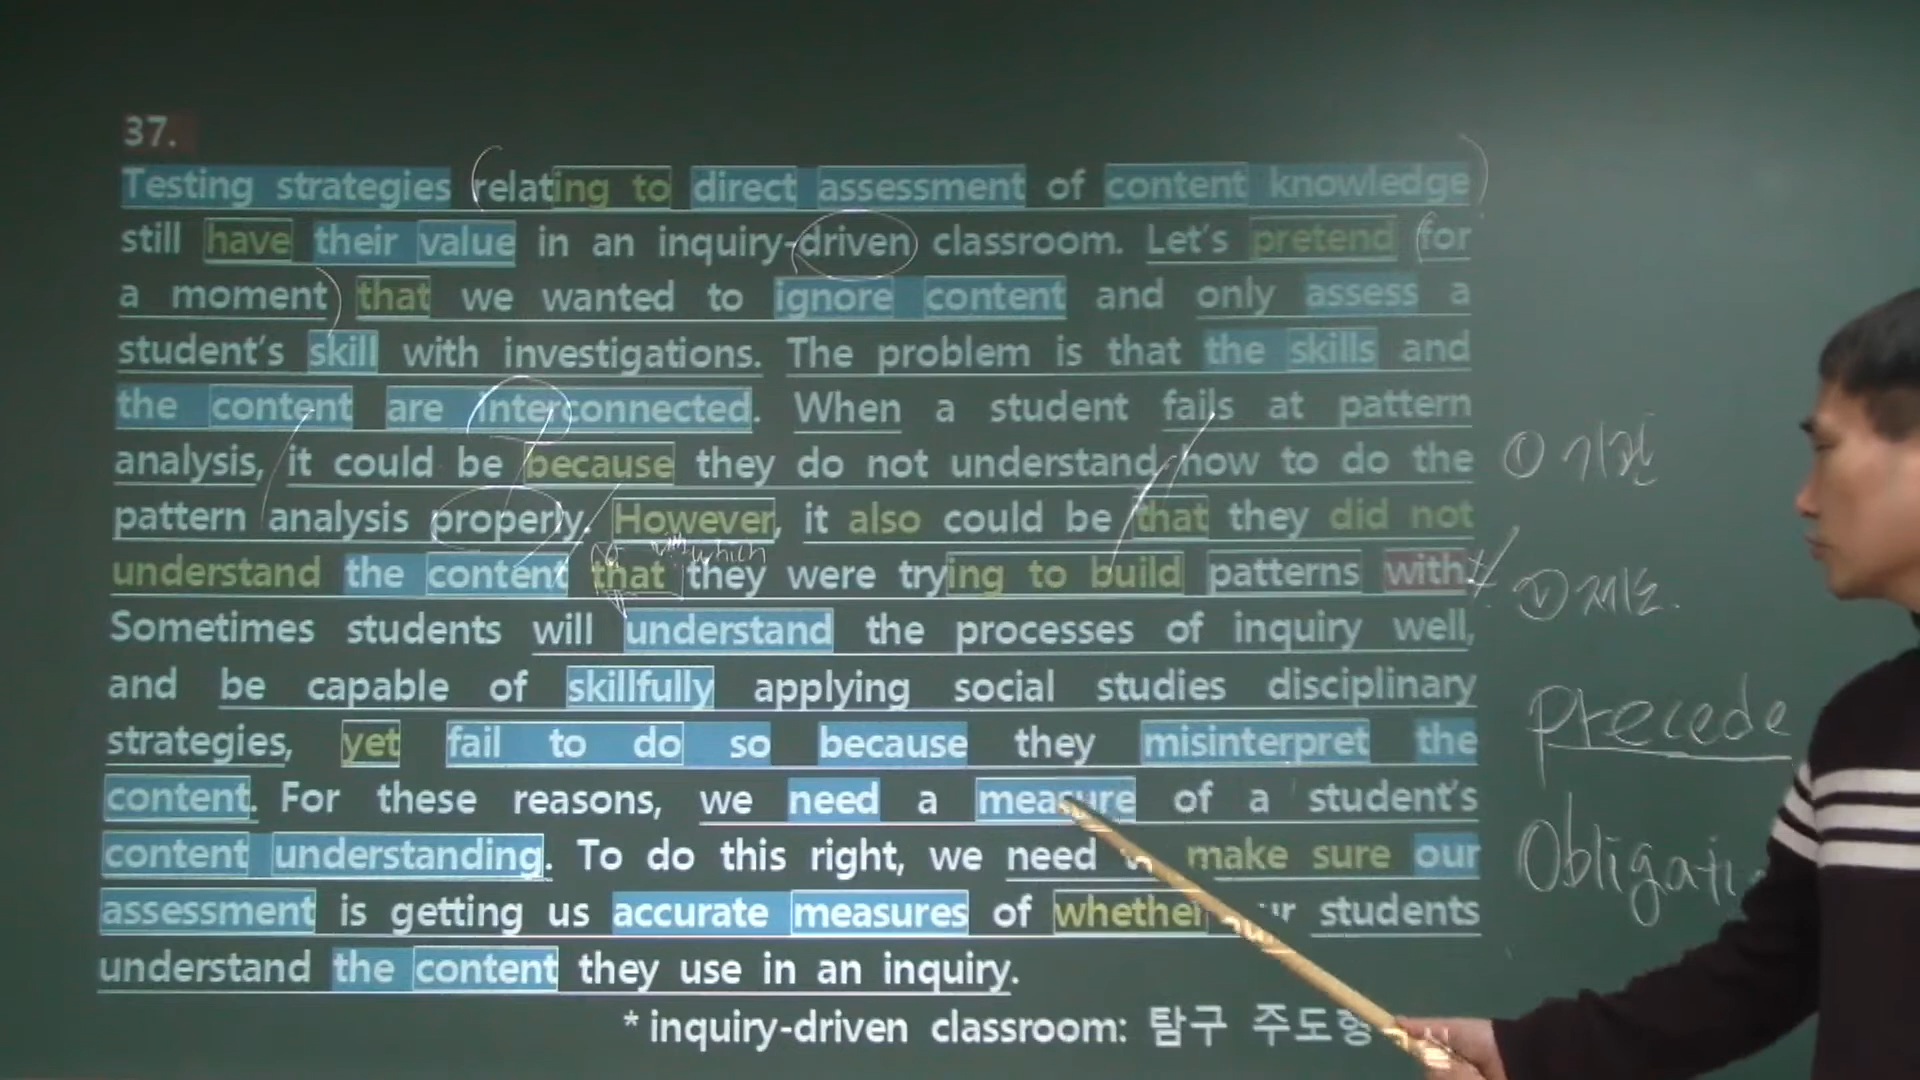 37.
Testing strategies (relating to direct assessment of content knowledge)
still have their value in an inquiry-driven classroom. Let's pretend (for
a moment) that we wanted to ignore content and only assess a
student's skill with investigations. The problem is that the skills and
the content are interconnected. When a student fails at pattern
analysis, it could be because they do not understand how to do the
pattern analysis properly. However, it also could be that they did not
which
understand the content that they were trying to build patterns with.
Sometimes students will understand the processes of inquiry well,
and be capable of skillfully applying social studies disciplinary
strategies, yet fail to do so because they misinterpret the
content. For these reasons, we need a measure of a student's
content understanding. To do this right, we need make sure our
assessment is getting us accurate measures of whether students
understand the content they use in an inquiry.
* inquiry-driven classroom: 탐구 주도형
①
②
precede
Obligati